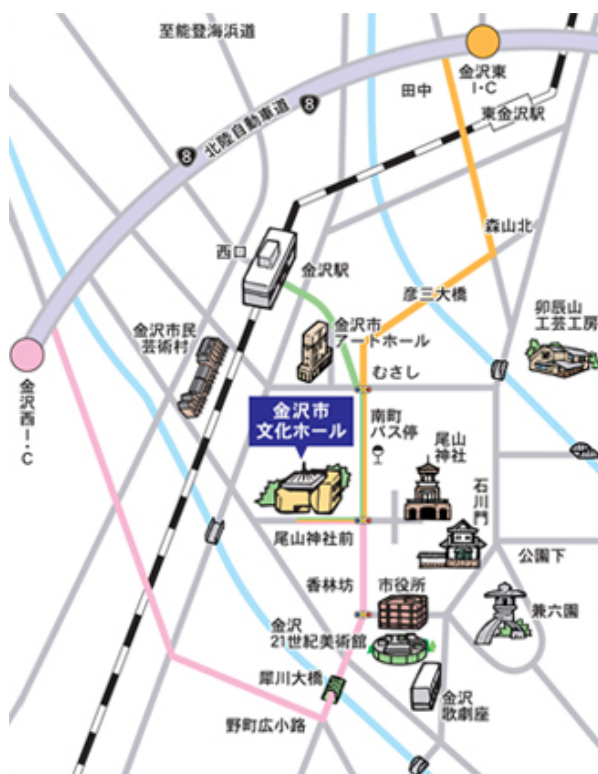 至能登海浜道
金沢東
I・C
田中
東金沢駅
8
北陸自動車道
8
森山北
西口
金沢駅
彦三大橋
卯辰山
工芸工房
金沢市民
芸術村
金沢市
アートホール
むさし
金沢西I・C
金沢市
文化ホール
南町
バス停
尾山
神社
石川門
尾山神社前
公園下
香林坊
市役所
兼六園
金沢
21世紀美術館
犀川大橋
金沢
歌劇座
野町広小路